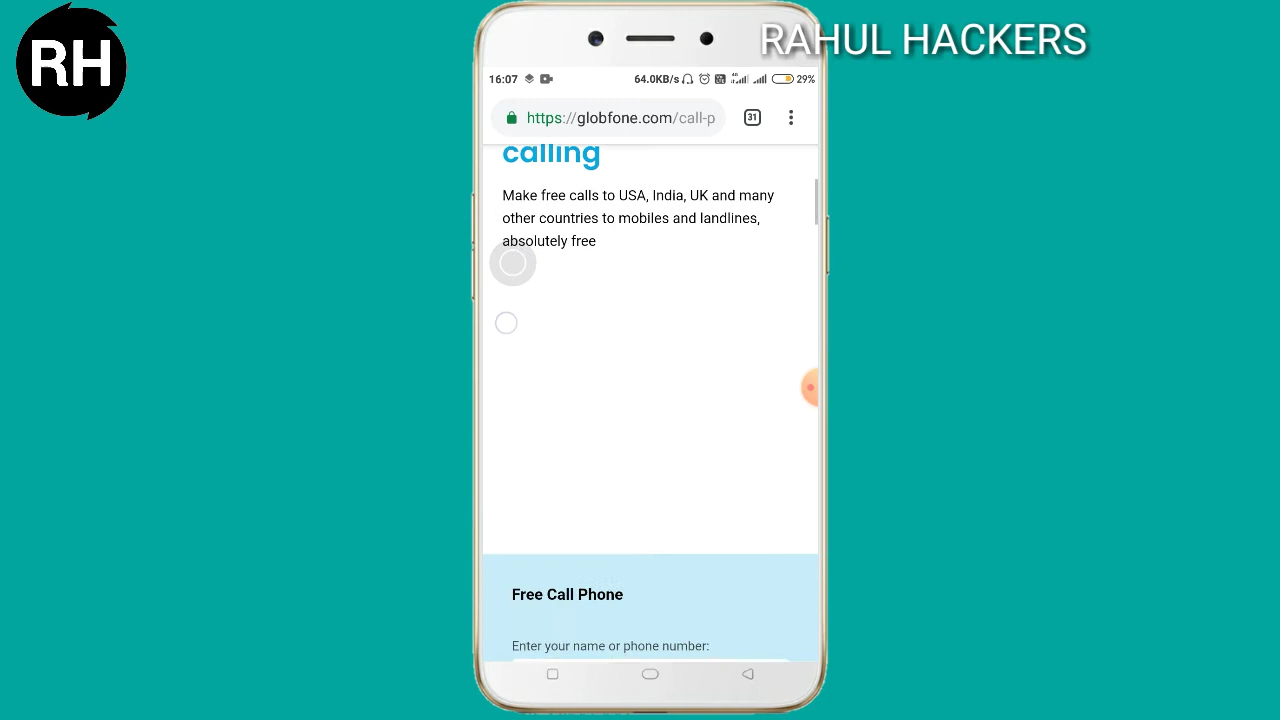 RH
RAHUL HACKERS
16:07 64.0KB/s 4G 29%
https://globfone.com/call-p 31
calling
Make free calls to USA, India, UK and many
other countries to mobiles and landlines,
absolutely free
Free Call Phone
Enter your name or phone number: